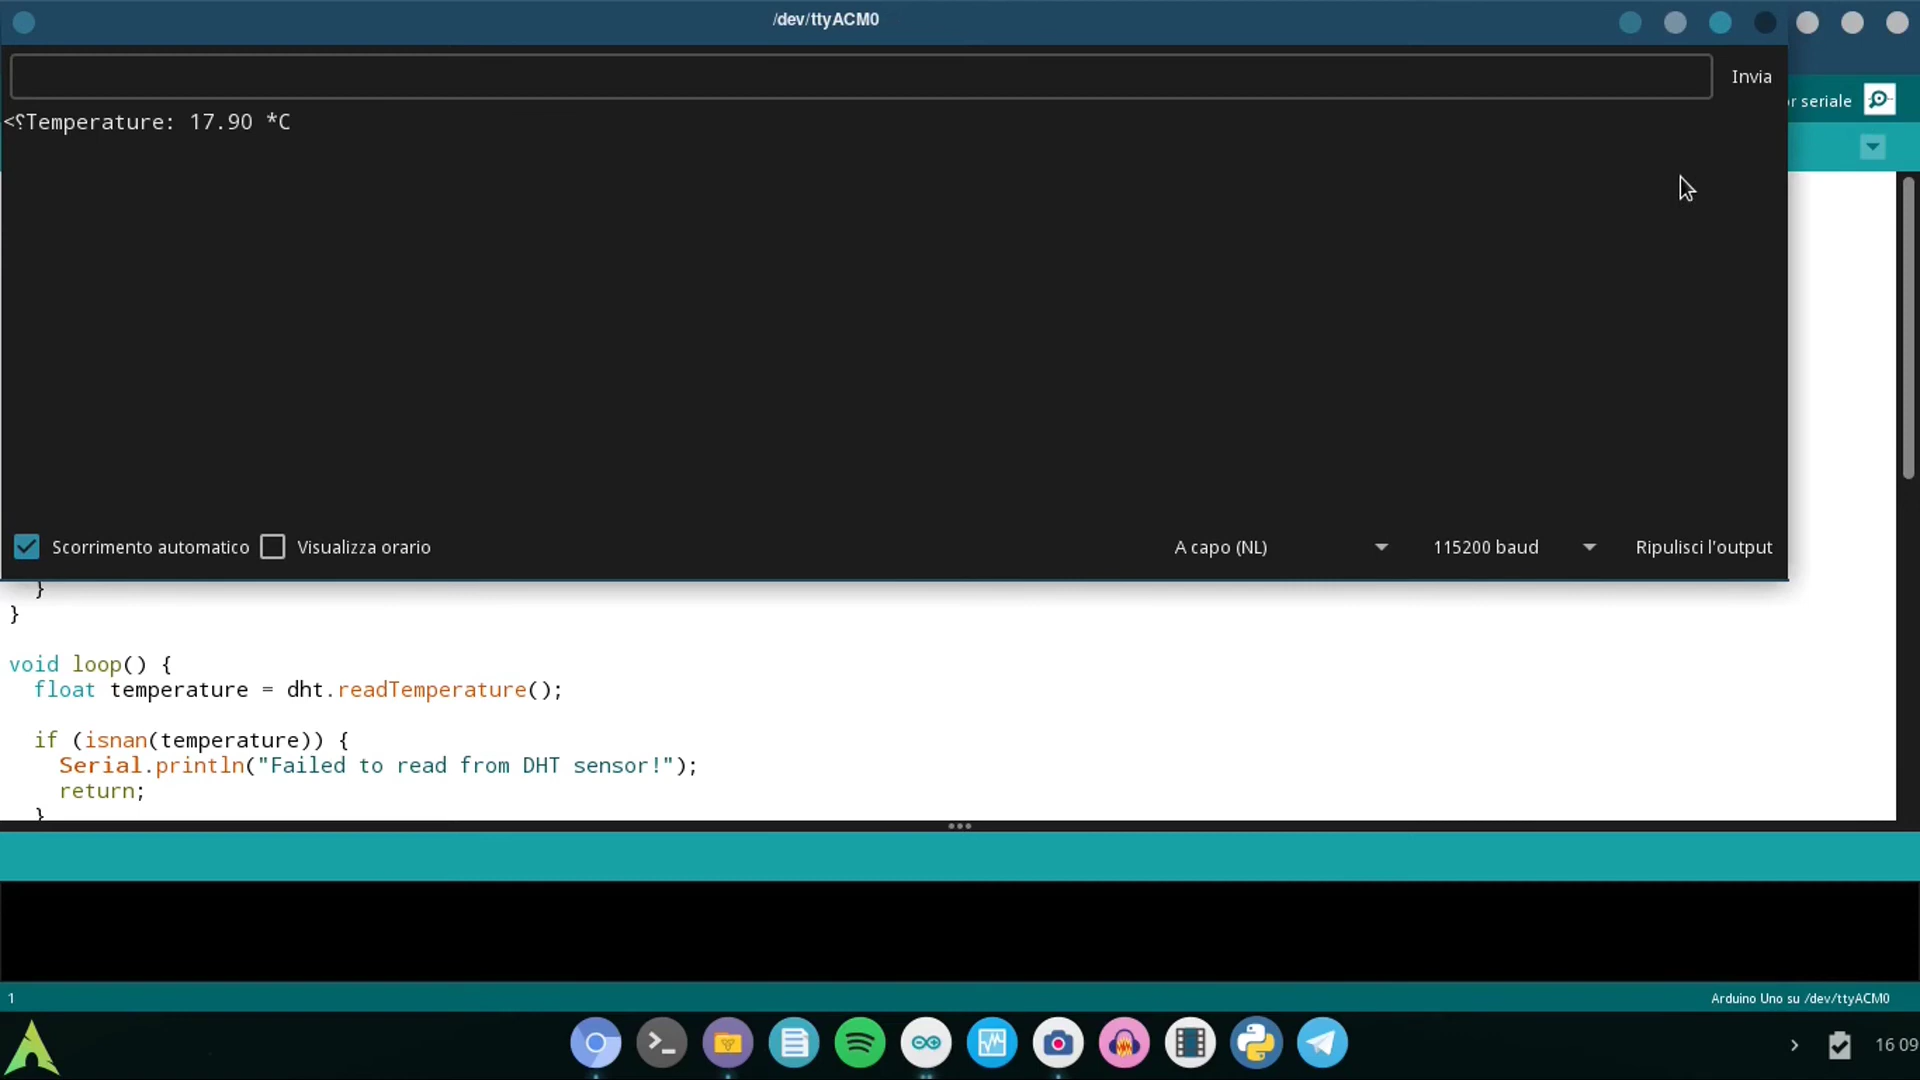 /dev/ttyACM0
Invia
r seriale
<⸮Temperature: 17.90 *C
Scorrimento automatico
Visualizza orario
A capo (NL)
115200 baud
Ripulisci l'output
}
}
void loop() {
float temperature = dht.readTemperature();
if (isnan(temperature)) {
Serial.println("Failed to read from DHT sensor!");
return;
}
1
Arduino Uno su /dev/ttyACM0
16 09